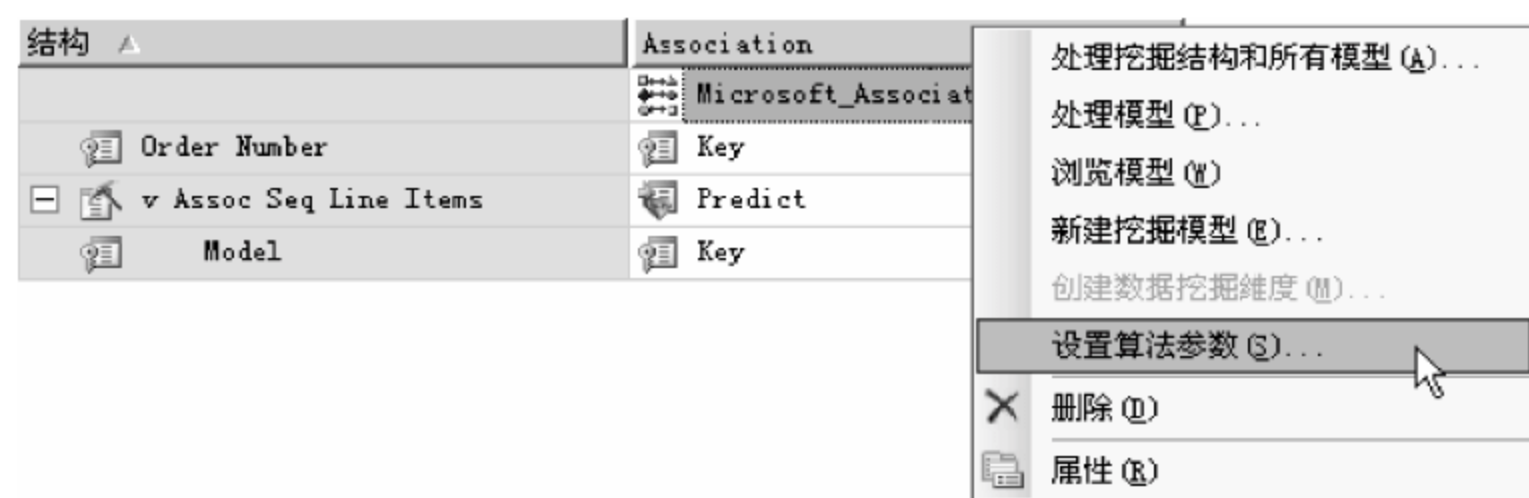 结构 Association
Microsoft_Associat
Order Number Key
v Assoc Seq Line Items Predict
Model Key
处理挖掘结构和所有模型(A)...
处理模型(P)...
浏览模型(W)
新建挖掘模型(E)...
创建数据挖掘維度(M)...
设置算法参数(S)...
删除(D)
属性(R)